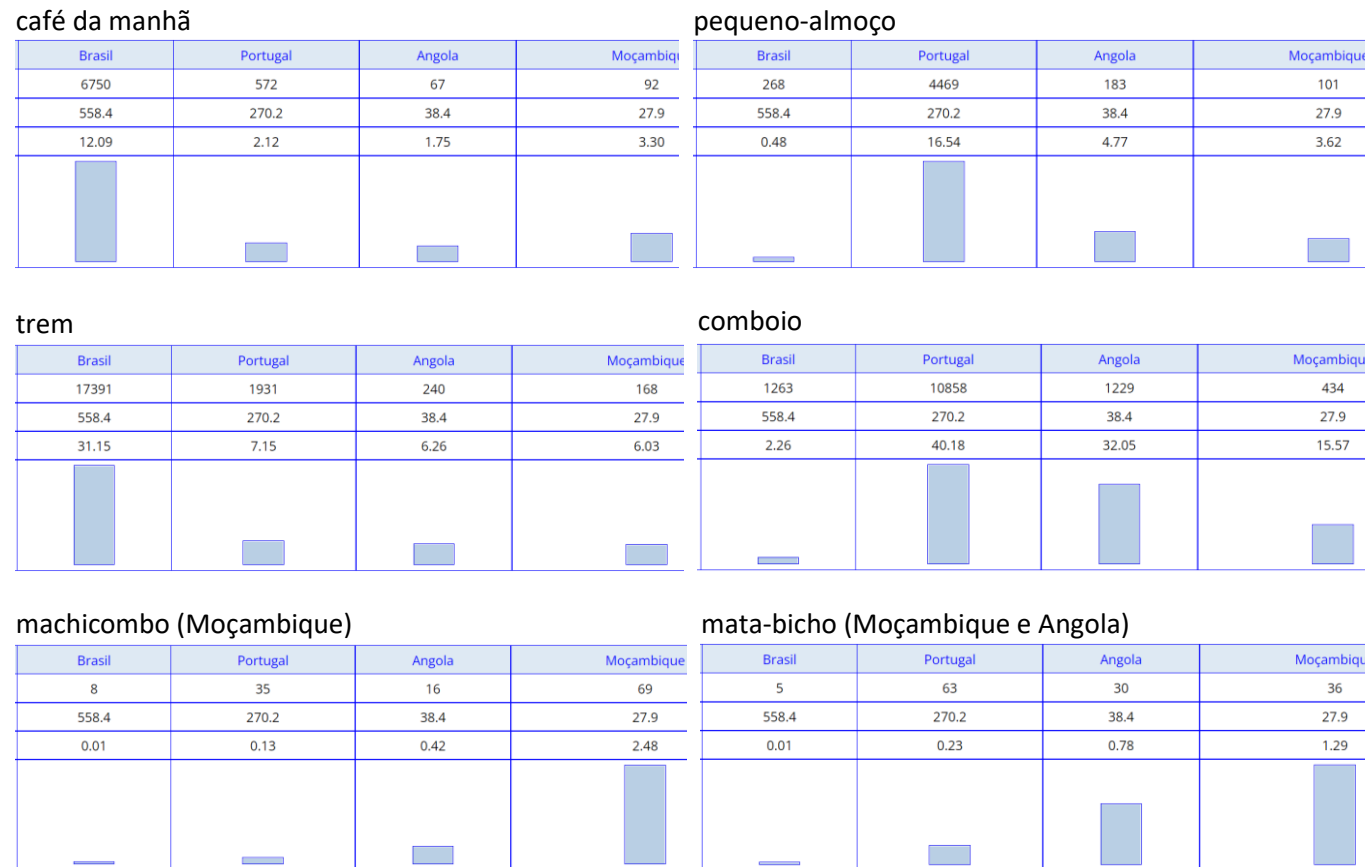 café da manhã
Brasil Portugal Angola Moçambiqu
6750 572 67 92
558.4 270.2 38.4 27.9
12.09 2.12 1.75 3.30
pequeno-almoço
Brasil Portugal Angola Moçambique
268 4469 183 101
558.4 270.2 38.4 27.9
0.48 16.54 4.77 3.62
trem
Brasil Portugal Angola Moçambique
17391 1931 240 168
558.4 270.2 38.4 27.9
31.15 7.15 6.26 6.03
comboio
Brasil Portugal Angola Moçambiqu
1263 10858 1229 434
558.4 270.2 38.4 27.9
2.26 40.18 32.05 15.57
machicombo (Moçambique)
Brasil Portugal Angola Moçambique
8 35 16 69
558.4 270.2 38.4 27.9
0.01 0.13 0.42 2.48
mata-bicho (Moçambique e Angola)
Brasil Portugal Angola Moçambiqu
5 63 30 36
558.4 270.2 38.4 27.9
0.01 0.23 0.78 1.29